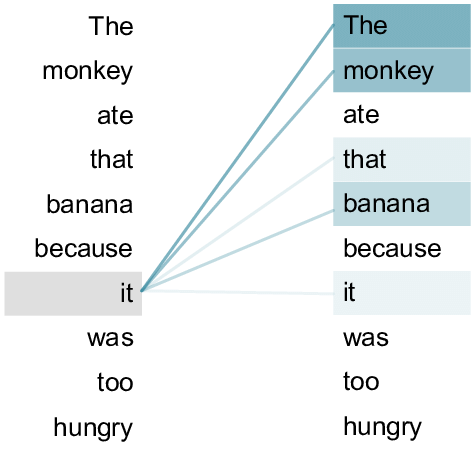 The The
monkey monkey
ate ate
that that
banana banana
because because
it it
was was
too too
hungry hungry